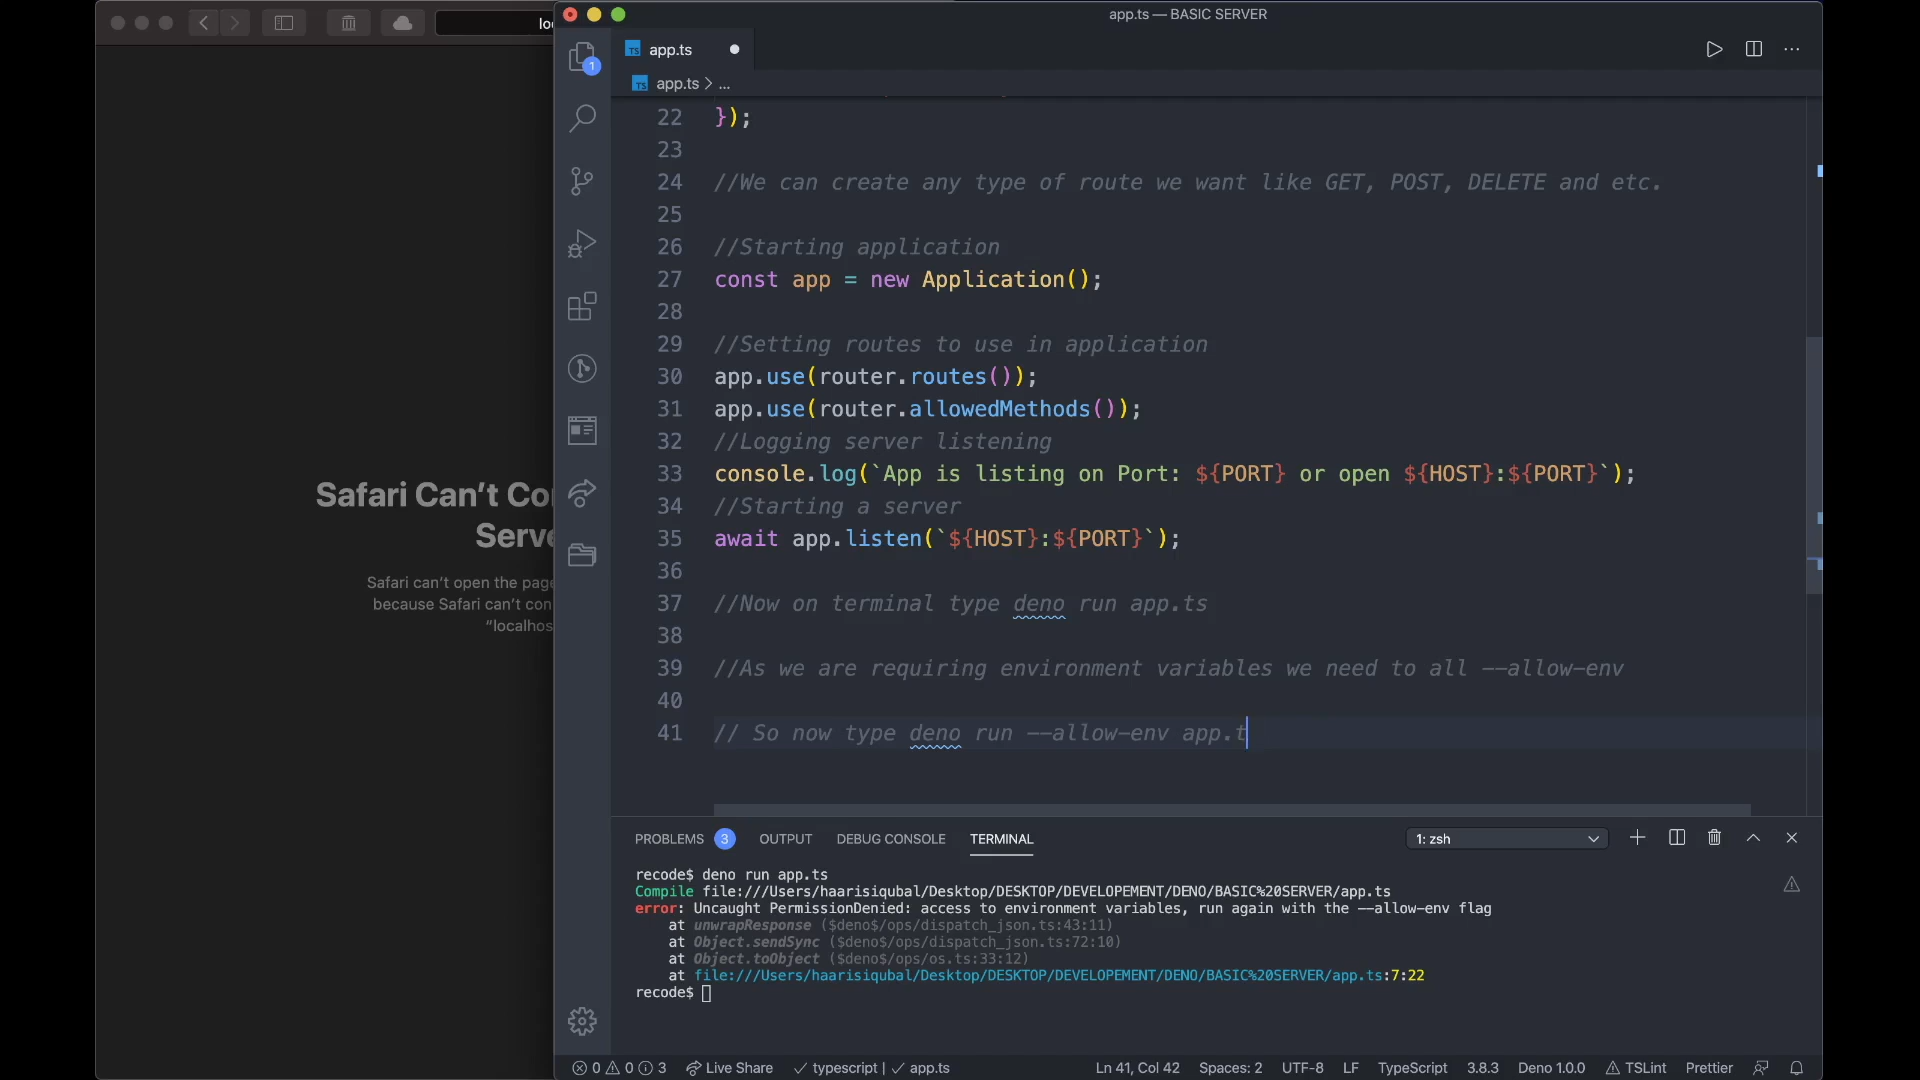 app.ts — BASIC SERVER
TS app.ts
1
TS app.ts > ...
22 });
23
24 //We can create any type of route we want like GET, POST, DELETE and etc.
25
26 //Starting application
27 const app = new Application();
28
29 //Setting routes to use in application
30 app.use(router.routes());
31 app.use(router.allowedMethods());
32 //Logging server listening
33 console.log(`App is listing on Port: ${PORT} or open ${HOST}:${PORT}`);
34 //Starting a server
35 await app.listen(`${HOST}:${PORT}`);
36
37 //Now on terminal type deno run app.ts
38
39 //As we are requiring environment variables we need to all --allow-env
40
41 // So now type deno run --allow-env app.t
Safari Can't Co
Serve
Safari can't open the page
because Safari can't con
"localhos
PROBLEMS 3 OUTPUT DEBUG CONSOLE TERMINAL 1: zsh
recode$ deno run app.ts
Compile file:///Users/haarisiqubal/Desktop/DESKTOP/DEVELOPEMENT/DENO/BASIC%20SERVER/app.ts
error: Uncaught PermissionDenied: access to environment variables, run again with the --allow-env flag
at unwrapResponse ($deno$/ops/dispatch_json.ts:43:11)
at Object.sendSync ($deno$/ops/dispatch_json.ts:72:10)
at Object.toObject ($deno$/ops/os.ts:33:12)
at file:///Users/haarisiqubal/Desktop/DESKTOP/DEVELOPEMENT/DENO/BASIC%20SERVER/app.ts:7:22
recode$
0 0 3 Live Share ✓ typescript | ✓ app.ts Ln 41, Col 42 Spaces: 2 UTF-8 LF TypeScript 3.8.3 Deno 1.0.0 TSLint Prettier